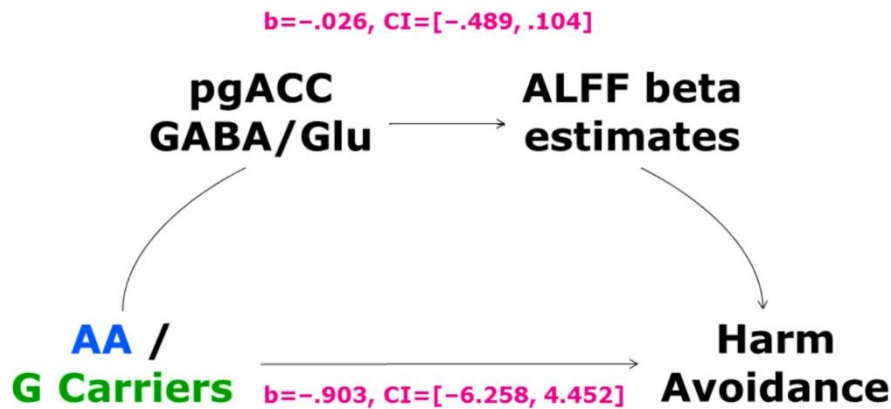 b=–.026, CI=[–.489, .104]
pgACC
GABA/Glu
ALFF beta
estimates
AA /
G Carriers
b=–.903, CI=[–6.258, 4.452]
Harm
Avoidance